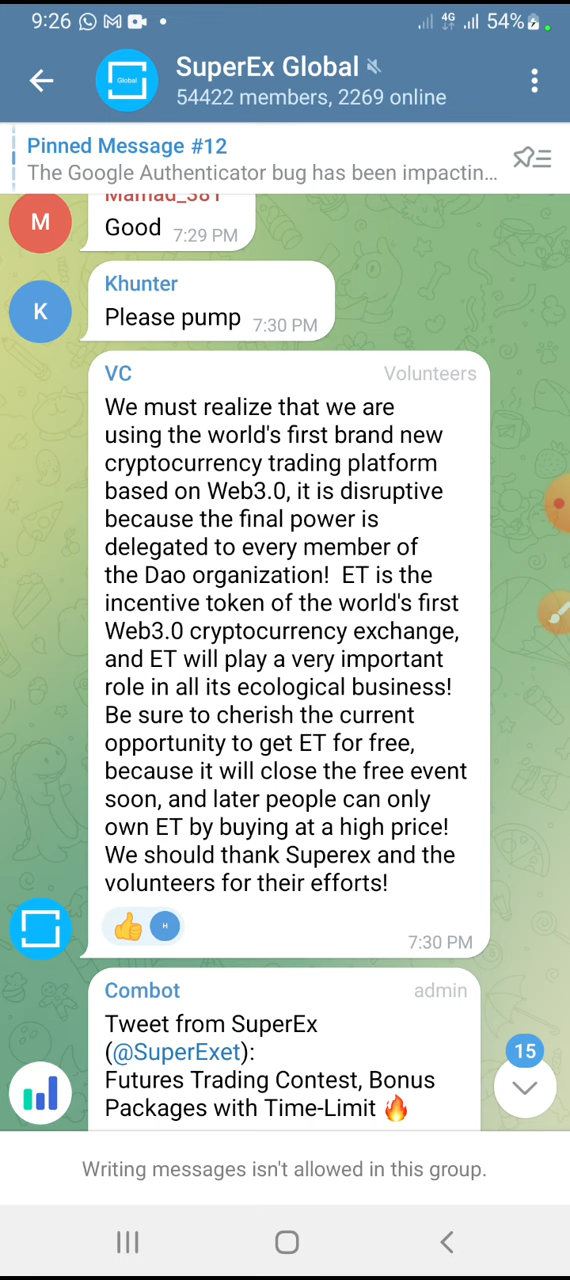 9:26
4G
54%
Global
SuperEx Global
54422 members, 2269 online
Pinned Message #12
The Google Authenticator bug has been impactin...
M
Mamad_381
Good
7:29 PM
K
Khunter
Please pump
7:30 PM
VC
Volunteers
We must realize that we are
using the world's first brand new
cryptocurrency trading platform
based on Web3.0, it is disruptive
because the final power is
delegated to every member of
the Dao organization!  ET is the
incentive token of the world's first
Web3.0 cryptocurrency exchange,
and ET will play a very important
role in all its ecological business!
Be sure to cherish the current
opportunity to get ET for free,
because it will close the free event
soon, and later people can only
own ET by buying at a high price!
We should thank Superex and the
volunteers for their efforts!
H
7:30 PM
Combot
admin
Tweet from SuperEx
(@SuperExet):
Futures Trading Contest, Bonus
Packages with Time-Limit 🔥
15
Writing messages isn't allowed in this group.